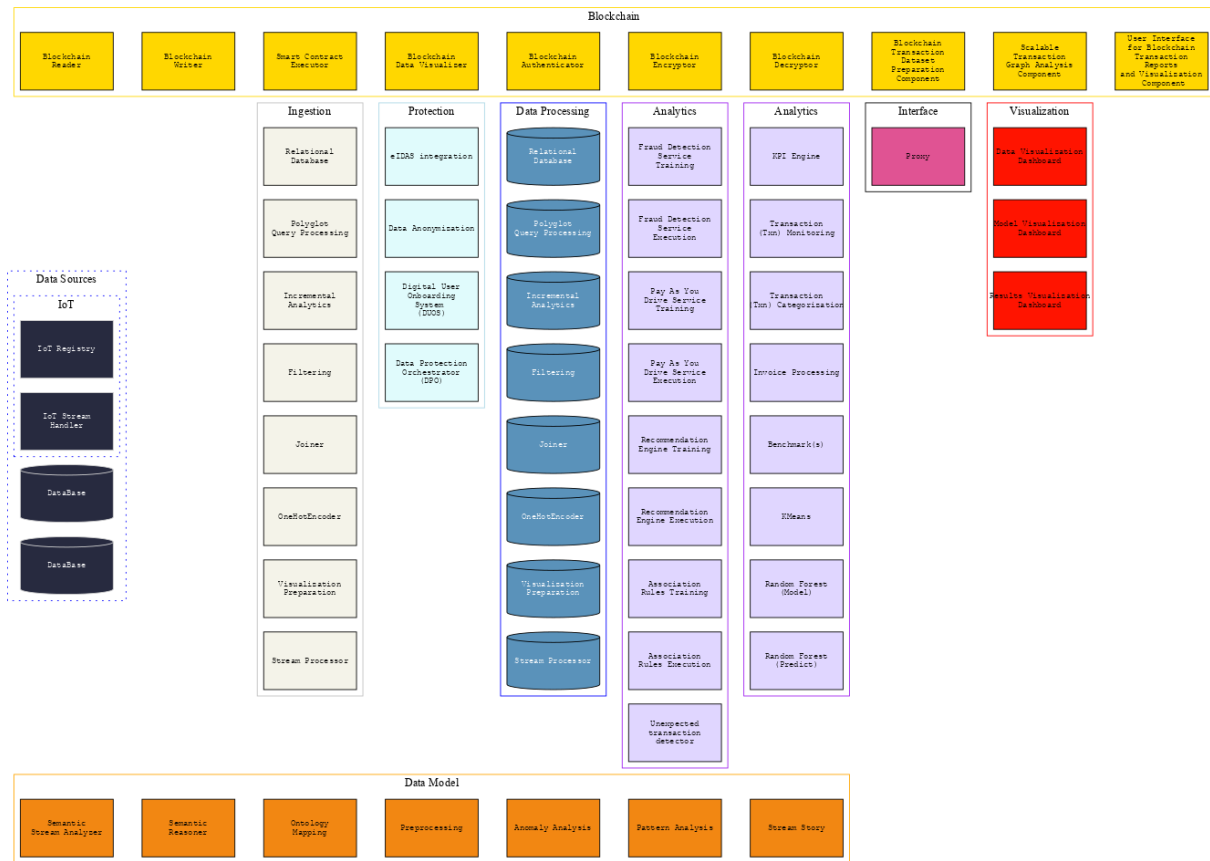 Blockchain
Blockchain
Reader
Blockchain
Writer
Smart Contract
Executor
Blockchain
Data Visualizer
Blockchain
Authenticator
Blockchain
Encryptor
Blockchain
Decryptor
Blockchain
Transaction
Dataset
Preparation
Component
Scalable
Transaction
Graph Analysis
Component
User Interface
for Blockchain
Transaction
Reports
and Visualization
Component
Data Sources
IoT
IoT Registry
IoT Stream
Handler
DataBase
DataBase
Ingestion
Relational
Database
Polyglot
Query Processing
Incremental
Analytics
Filtering
Joiner
OneHotEncoder
Visualization
Preparation
Stream Processor
Protection
eIDAS integration
Data Anonymization
Digital User
Onboarding
System
(DUOS)
Data Protection
Orchestrator
(DPO)
Data Processing
Relational
Database
Polyglot
Query Processing
Incremental
Analytics
Filtering
Joiner
OneHotEncoder
Visualization
Preparation
Stream Processor
Analytics
Fraud Detection
Service
Training
Fraud Detection
Service
Execution
Pay As You
Drive Service
Training
Pay As You
Drive Service
Execution
Recommendation
Engine Training
Recommendation
Engine Execution
Association
Rules Training
Association
Rules Execution
Unexpected
transaction
detector
Analytics
KPI Engine
Transaction
(Txn) Monitoring
Transaction
(Txn) Categorization
Invoice Processing
Benchmark(s)
KMeans
Random Forest
(Model)
Random Forest
(Predict)
Interface
Proxy
Visualization
Data Visualization
Dashboard
Model Visualization
Dashboard
Results Visualization
Dashboard
Data Model
Semantic
Stream Analyzer
Semantic
Reasoner
Ontology
Mapping
Preprocessing
Anomaly Analysis
Pattern Analysis
Stream Story